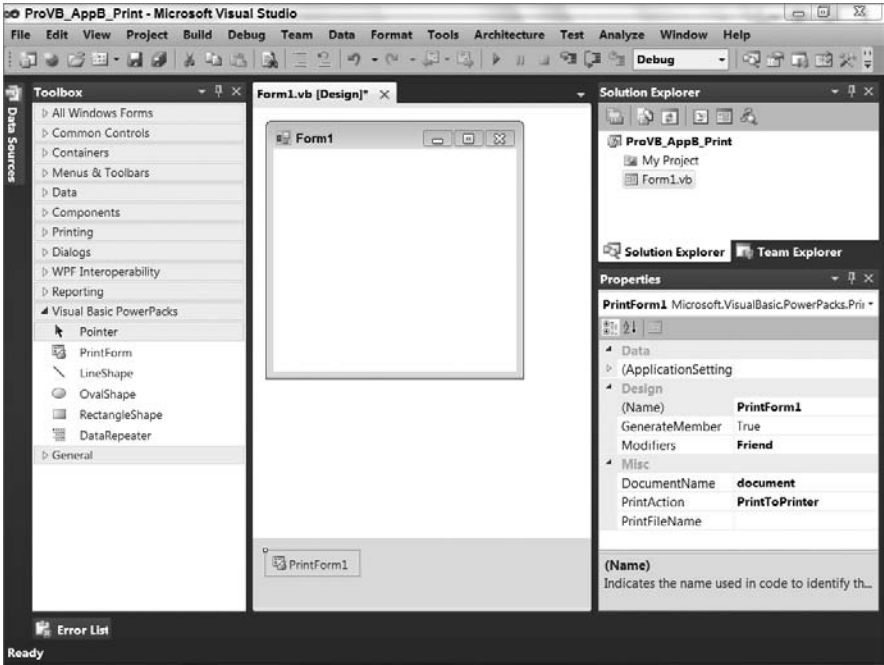 ProVB_AppB_Print - Microsoft Visual Studio
File Edit View Project Build Debug Team Data Format Tools Architecture Test Analyze Window Help
Debug
Data Sources
Toolbox
All Windows Forms
Common Controls
Containers
Menus & Toolbars
Data
Components
Printing
Dialogs
WPF Interoperability
Reporting
Visual Basic PowerPacks
Pointer
PrintForm
LineShape
OvalShape
RectangleShape
DataRepeater
General
Form1.vb [Design]*
Form1
PrintForm1
Solution Explorer
ProVB_AppB_Print
My Project
Form1.vb
Solution Explorer Team Explorer
Properties
PrintForm1 Microsoft.VisualBasic.PowerPacks.Prir
Data
(ApplicationSetting
Design
(Name) PrintForm1
GenerateMember True
Modifiers Friend
Misc
DocumentName document
PrintAction PrintToPrinter
PrintFileName
(Name)
Indicates the name used in code to identify th...
Error List
Ready